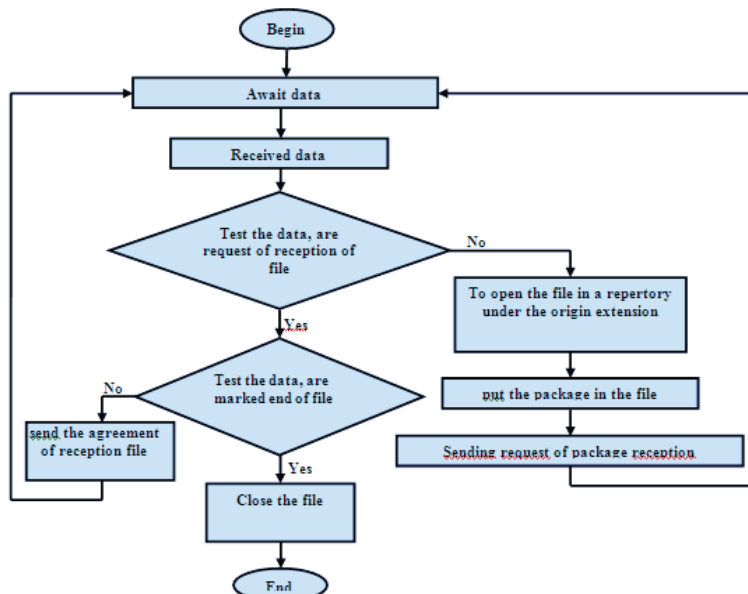 Begin
Await data
Received data
Test the data, are
request of reception of
file
No
To open the file in a repertory
under the origin extension
Yes
Test the data, are
marked end of file
No
put the package in the file
send the agreement
of reception file
Sending request of package reception
Yes
Close the file
End